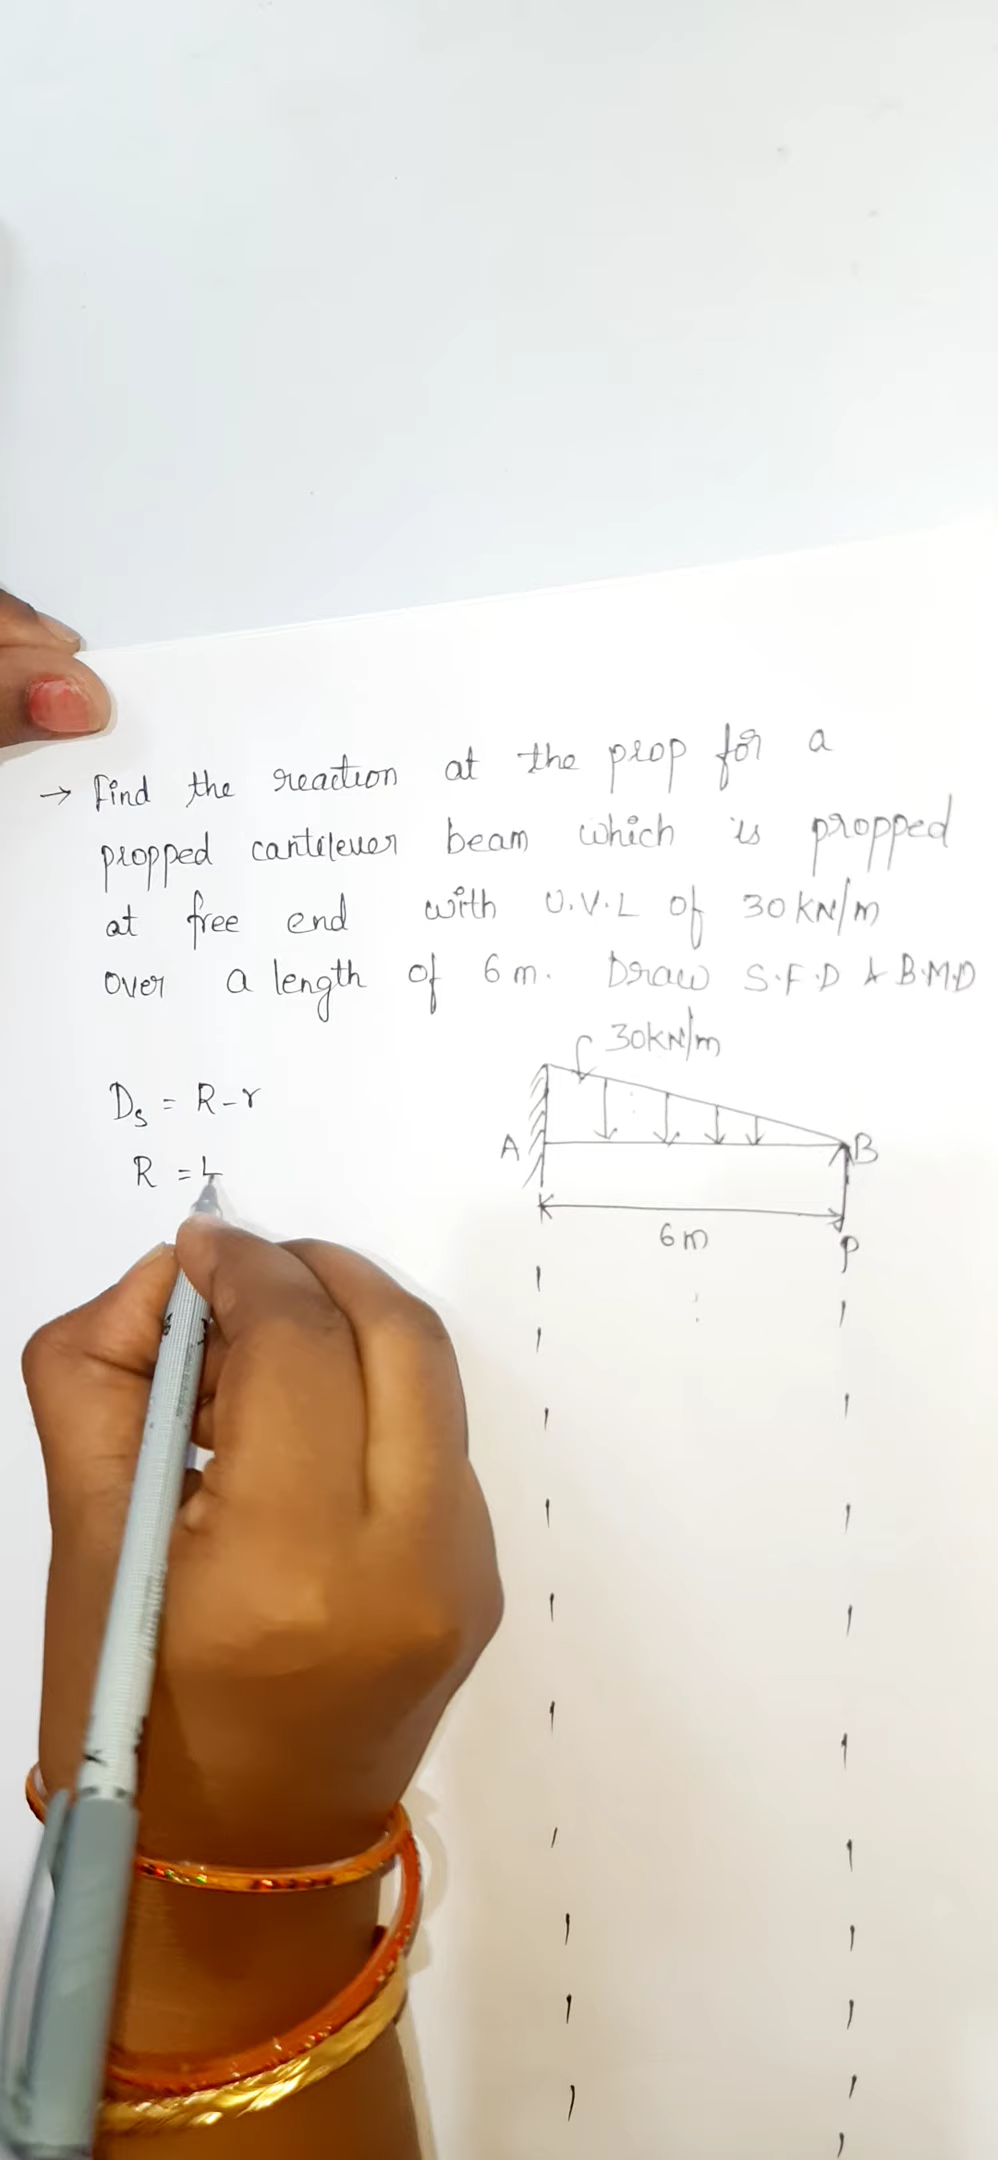 → Find the reaction at the prop for a
propped cantilever beam which is propped
at free end with U.V.L of 30 KN/m
over a length of 6 m. Draw S.F.D & B.M.D
30KN/m
Ds = R-r
R = 4
A
B
6m
P